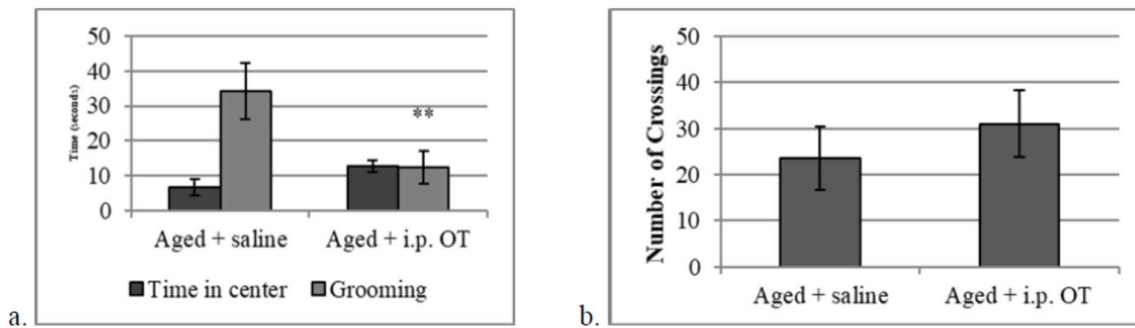 50
40
30
20
10
0
Time (seconds)
**
Aged + saline Aged + i.p. OT
Time in center Grooming
a.
50
40
30
20
10
0
Number of Crossings
Aged + saline Aged + i.p. OT
b.